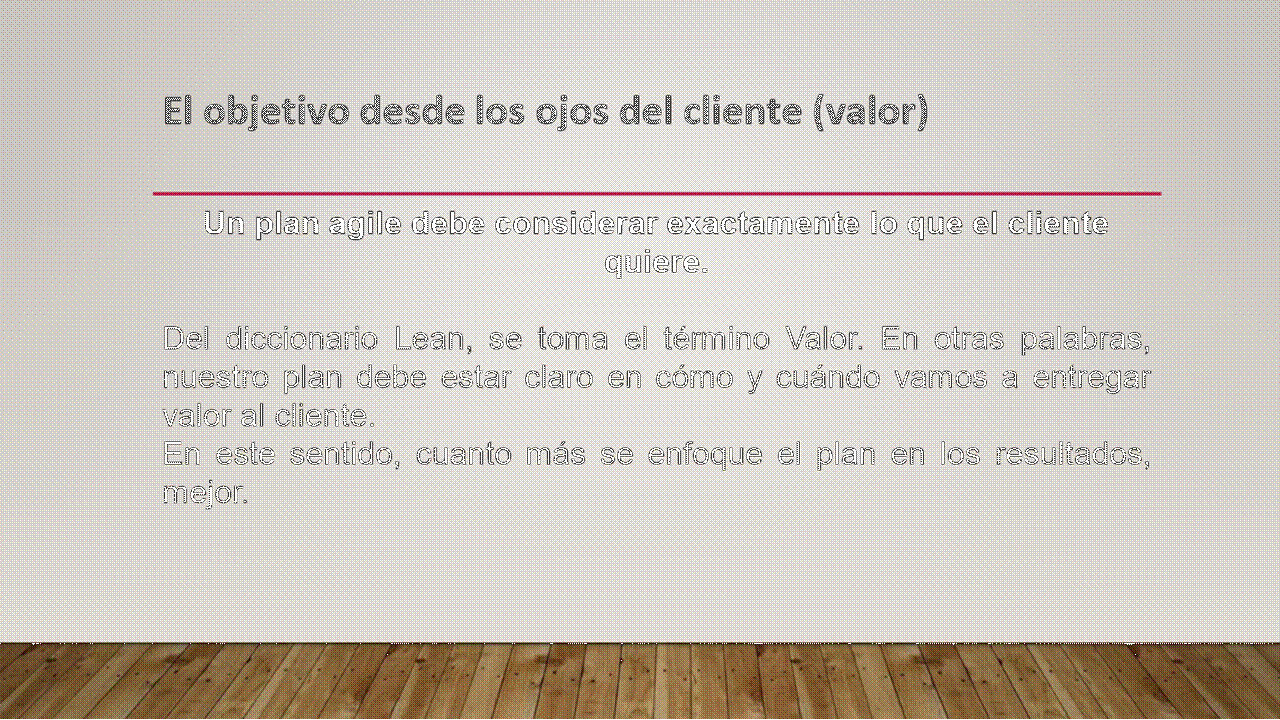 El objetivo desde los ojos del cliente (valor)
Un plan agile debe considerar exactamente lo que el cliente
quiere.
Del diccionario Lean, se toma el término Valor. En otras palabras,
nuestro plan debe estar claro en cómo y cuándo vamos a entregar
valor al cliente.
En este sentido, cuanto más se enfoque el plan en los resultados,
mejor.